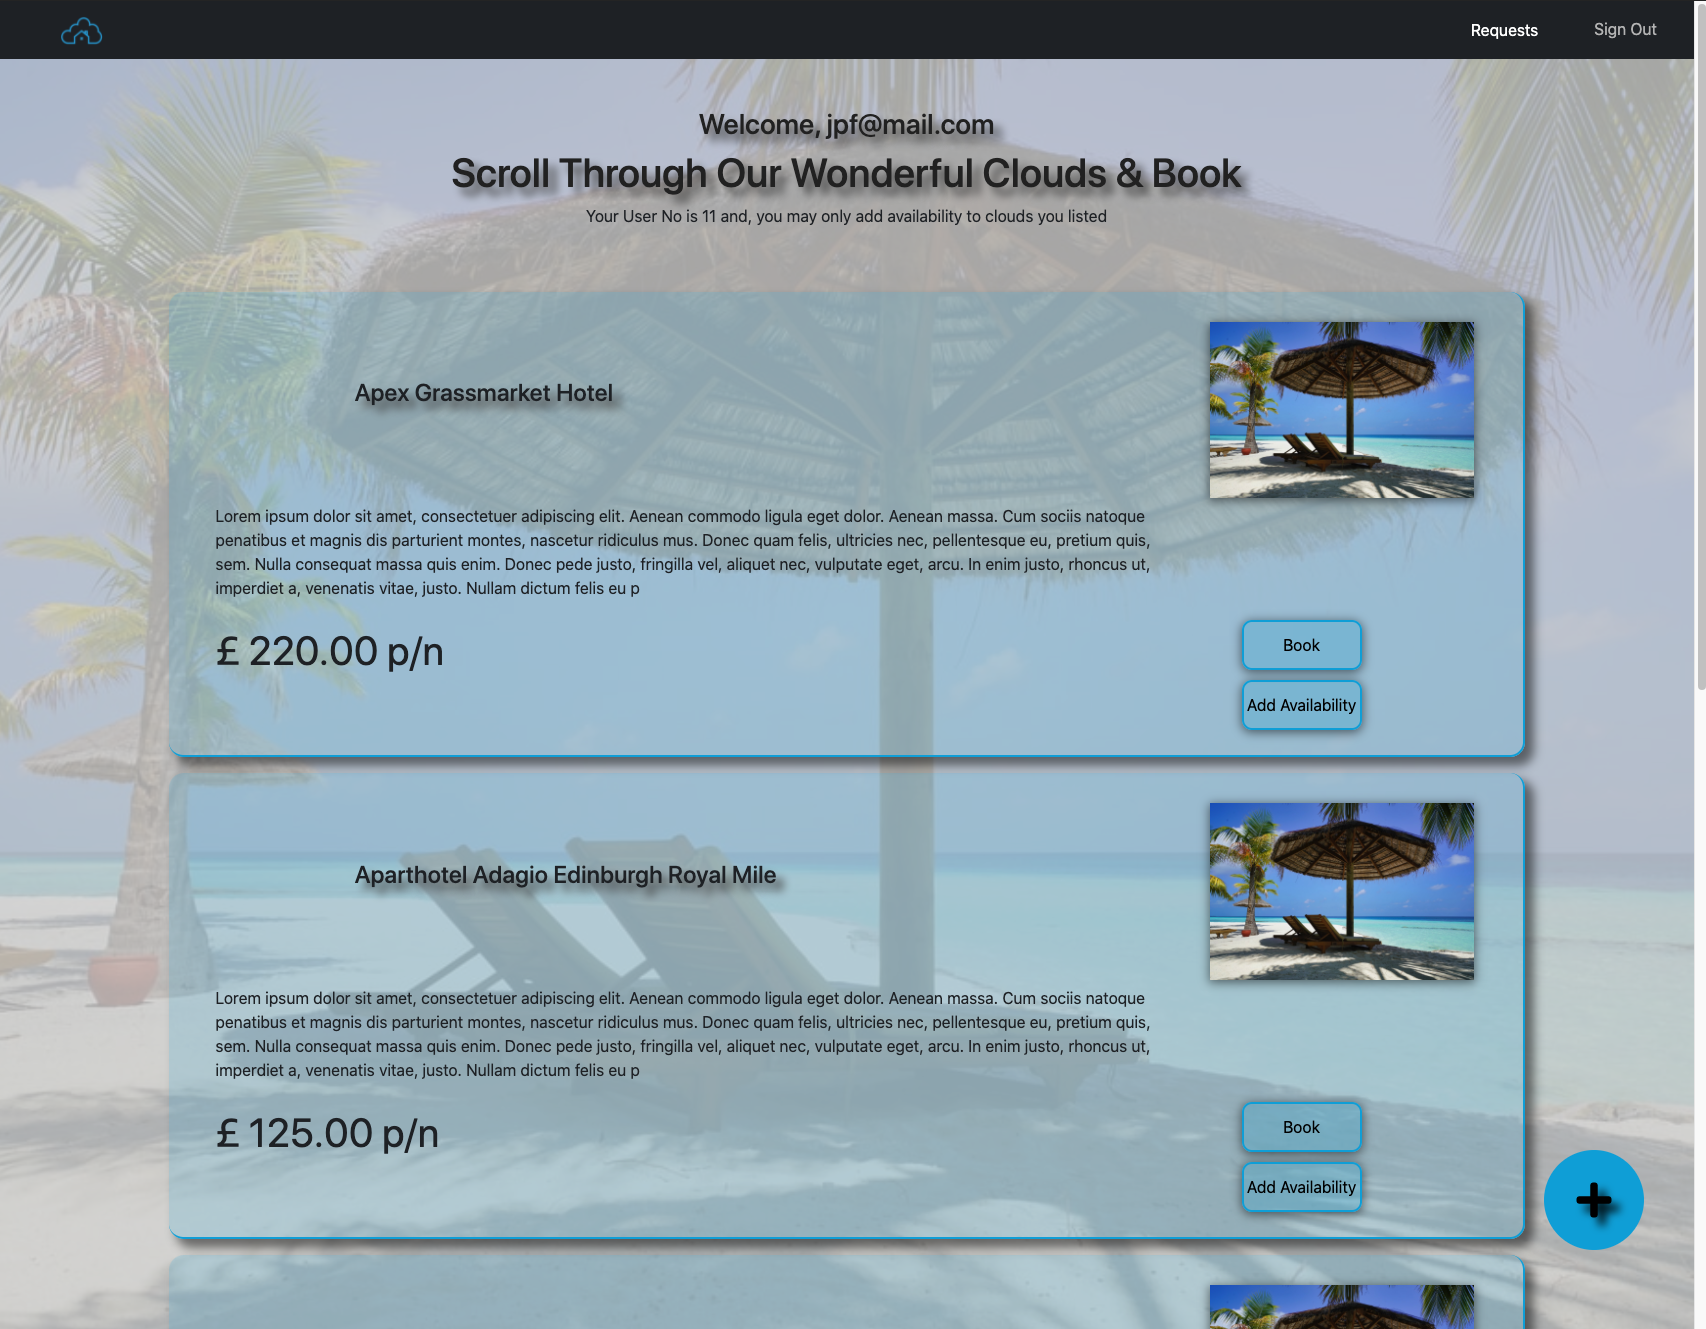 Requests
Sign Out
Welcome, jpf@mail.com
Scroll Through Our Wonderful Clouds & Book
Your User No is 11 and, you may only add availability to clouds you listed
Apex Grassmarket Hotel
Lorem ipsum dolor sit amet, consectetuer adipiscing elit. Aenean commodo ligula eget dolor. Aenean massa. Cum sociis natoque
penatibus et magnis dis parturient montes, nascetur ridiculus mus. Donec quam felis, ultricies nec, pellentesque eu, pretium quis,
sem. Nulla consequat massa quis enim. Donec pede justo, fringilla vel, aliquet nec, vulputate eget, arcu. In enim justo, rhoncus ut,
imperdiet a, venenatis vitae, justo. Nullam dictum felis eu p
£ 220.00 p/n
Book
Add Availability
Aparthotel Adagio Edinburgh Royal Mile
Lorem ipsum dolor sit amet, consectetuer adipiscing elit. Aenean commodo ligula eget dolor. Aenean massa. Cum sociis natoque
penatibus et magnis dis parturient montes, nascetur ridiculus mus. Donec quam felis, ultricies nec, pellentesque eu, pretium quis,
sem. Nulla consequat massa quis enim. Donec pede justo, fringilla vel, aliquet nec, vulputate eget, arcu. In enim justo, rhoncus ut,
imperdiet a, venenatis vitae, justo. Nullam dictum felis eu p
£ 125.00 p/n
Book
Add Availability